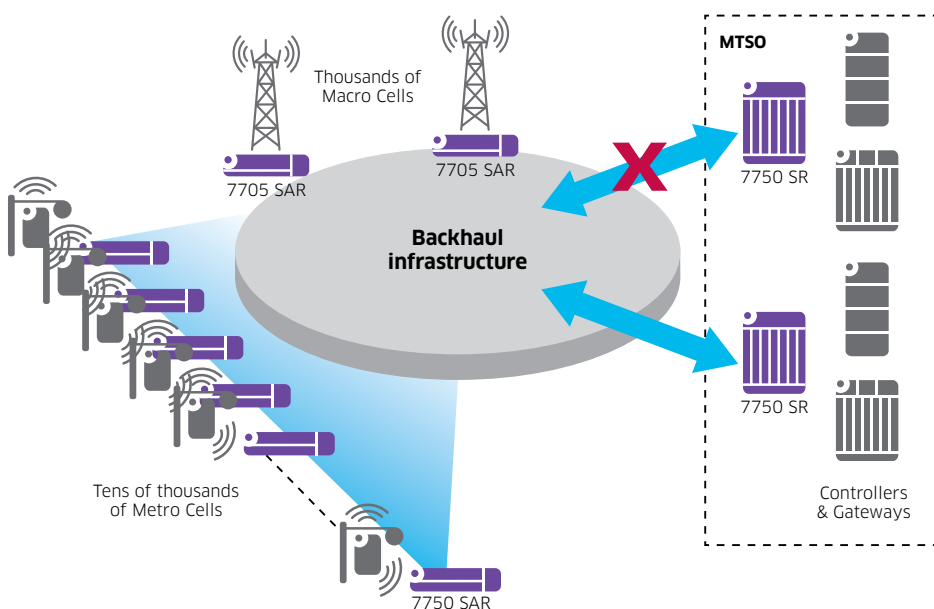 MTSO
Thousands of
Macro Cells
7705 SAR
7705 SAR
7750 SR
Backhaul
infrastructure
7750 SR
Tens of thousands
of Metro Cells
Controllers
& Gateways
7750 SAR